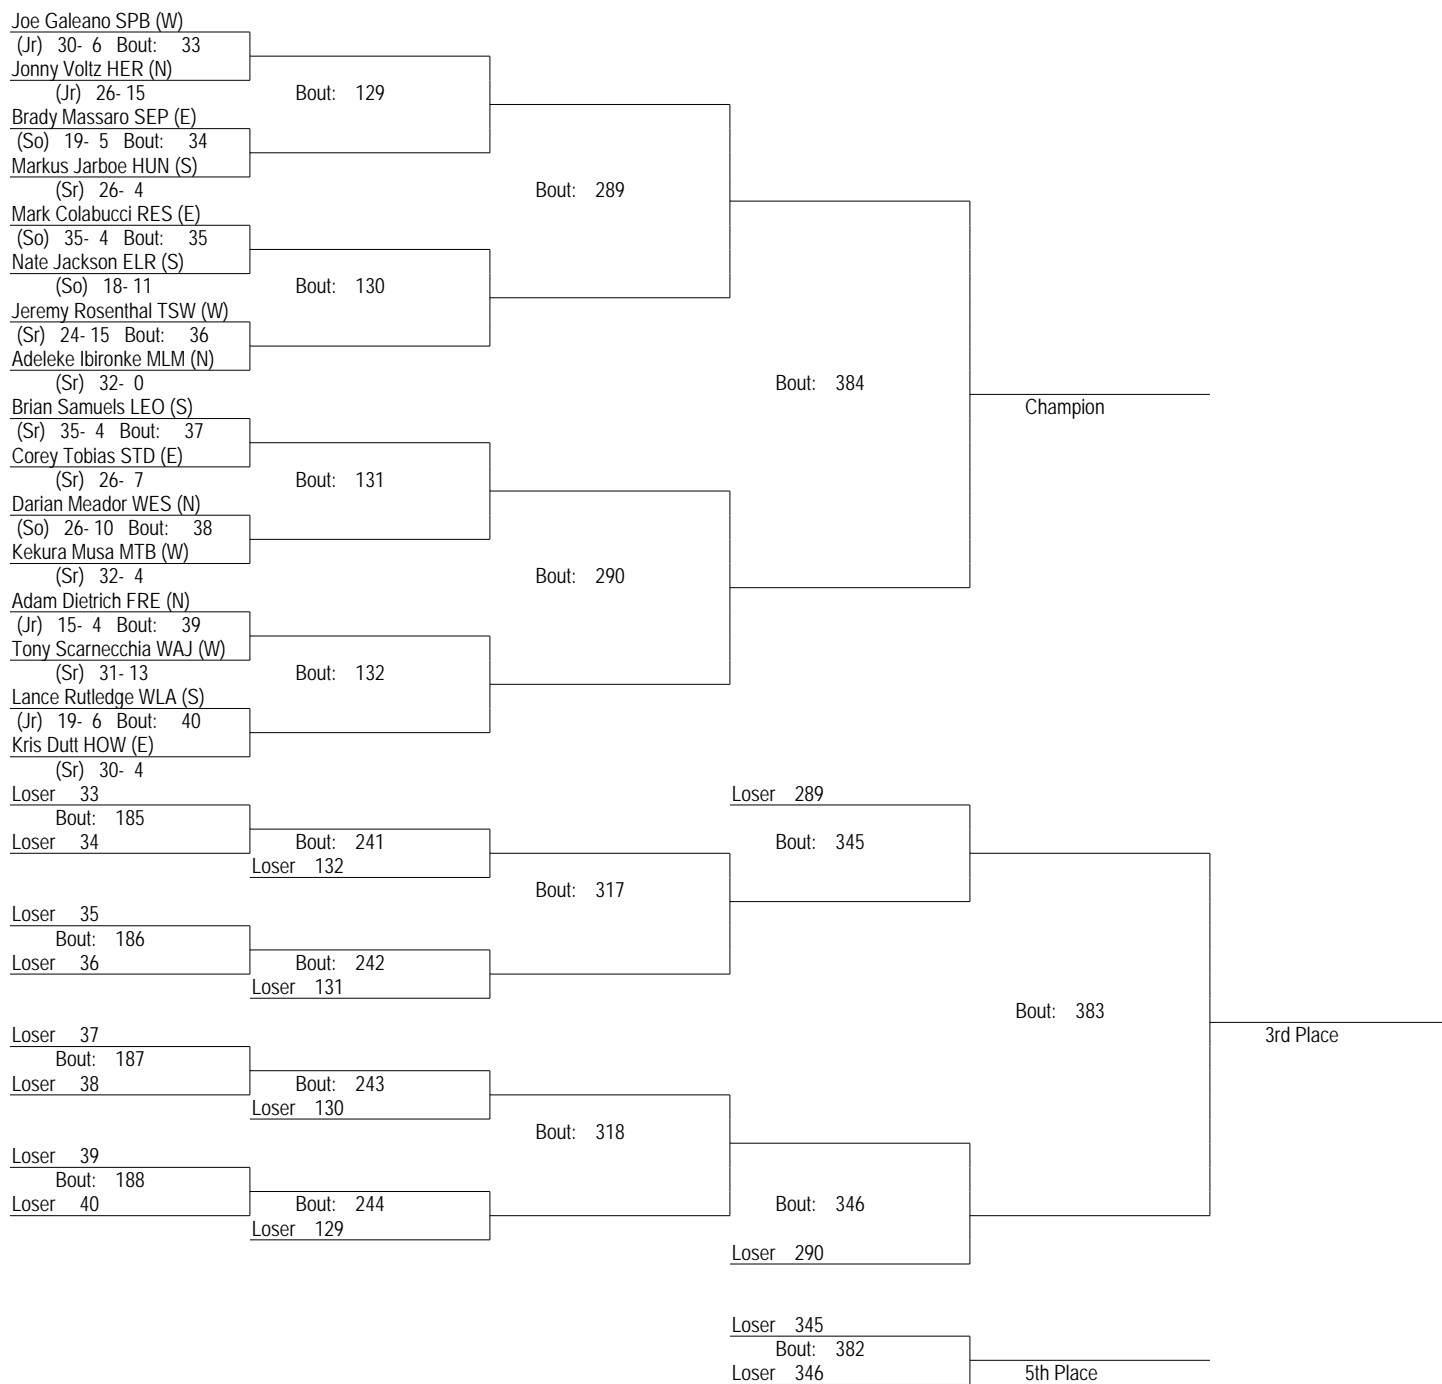 Joe Galeano SPB (W)
(Jr) 30- 6 Bout: 33
Jonny Voltz HER (N)
(Jr) 26- 15 Bout: 129
Brady Massaro SEP (E)
(So) 19- 5 Bout: 34
Markus Jarboe HUN (S)
(Sr) 26- 4 Bout: 289
Mark Colabucci RES (E)
(So) 35- 4 Bout: 35
Nate Jackson ELR (S)
(So) 18- 11 Bout: 130
Jeremy Rosenthal TSW (W)
(Sr) 24- 15 Bout: 36
Adeleke Ibironke MLM (N)
(Sr) 32- 0 Bout: 384
Brian Samuels LEO (S) Champion
(Sr) 35- 4 Bout: 37
Corey Tobias STD (E)
(Sr) 26- 7 Bout: 131
Darian Meador WES (N)
(So) 26- 10 Bout: 38
Kekura Musa MTB (W)
(Sr) 32- 4 Bout: 290
Adam Dietrich FRE (N)
(Jr) 15- 4 Bout: 39
Tony Scarnecchia WAJ (W)
(Sr) 31- 13 Bout: 132
Lance Rutledge WLA (S)
(Jr) 19- 6 Bout: 40
Kris Dutt HOW (E)
(Sr) 30- 4
Loser 33 Loser 289
Bout: 185
Loser 34 Bout: 241 Bout: 345
Loser 132
Bout: 317
Loser 35
Bout: 186
Loser 36 Bout: 242
Loser 131
Bout: 383
Loser 37 3rd Place
Bout: 187
Loser 38 Bout: 243
Loser 130
Bout: 318
Loser 39
Bout: 188
Loser 40 Bout: 244 Bout: 346
Loser 129
Loser 290
Loser 345
Bout: 382
Loser 346 5th Place